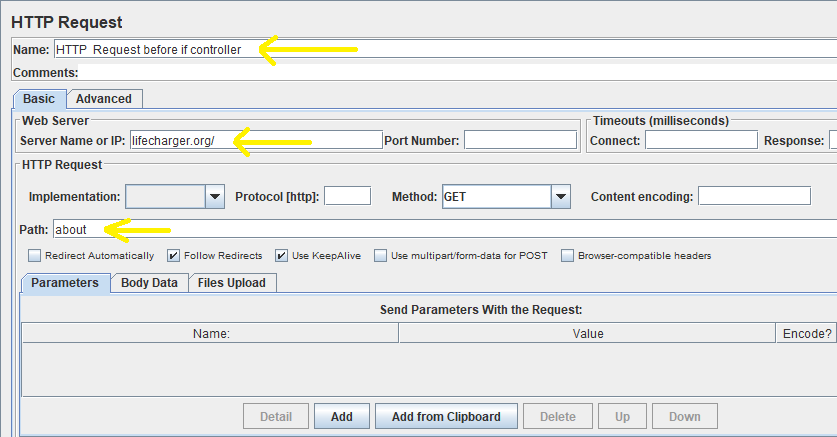 HTTP Request
Name: HTTP  Request before if controller
Comments:
Basic Advanced
Web Server Timeouts (milliseconds)
Server Name or IP: lifecharger.org/ Port Number: Connect: Response:
HTTP Request
Implementation: Protocol [http]: Method: GET Content encoding:
Path: about
Redirect Automatically Follow Redirects Use KeepAlive Use multipart/form-data for POST Browser-compatible headers
Parameters Body Data Files Upload
Send Parameters With the Request:
Name: Value Encode?
Detail Add Add from Clipboard Delete Up Down